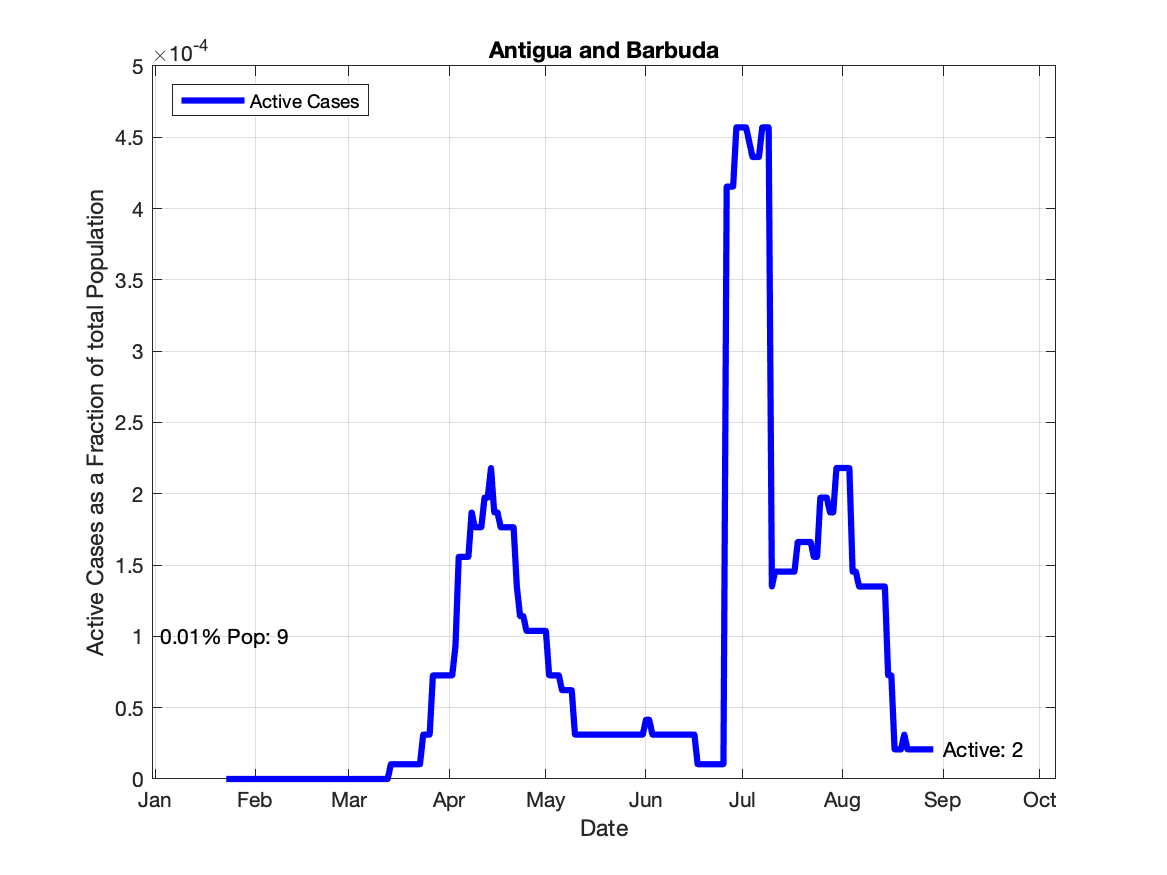 Antigua and Barbuda
×10-4
Active Cases
5
4.5
4
3.5
3
2.5
2
1.5
1
0.5
0
Active Cases as a Fraction of total Population
0.01% Pop: 9
Active: 2
Jan Feb Mar Apr May Jun Jul Aug Sep Oct
Date